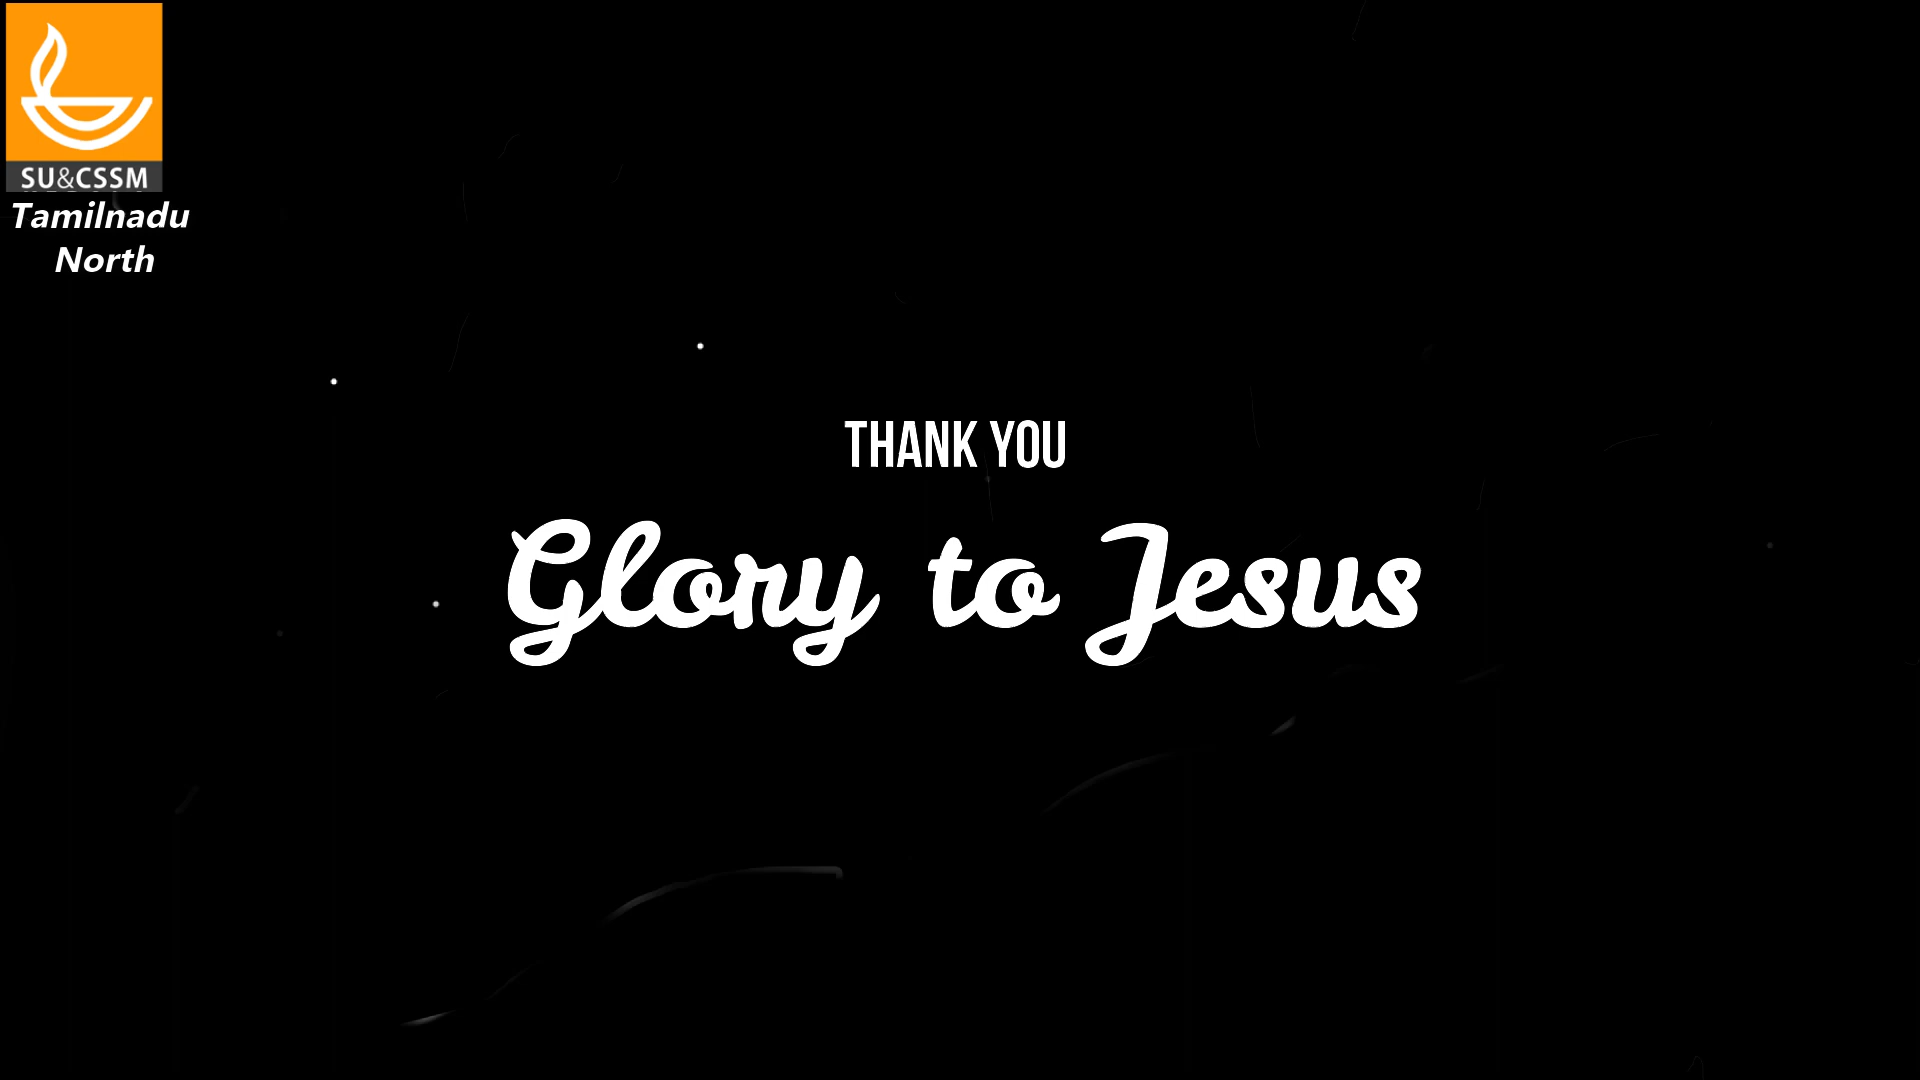 SU&CSSM
Tamilnadu
North
THANK YOU
Glory to Jesus